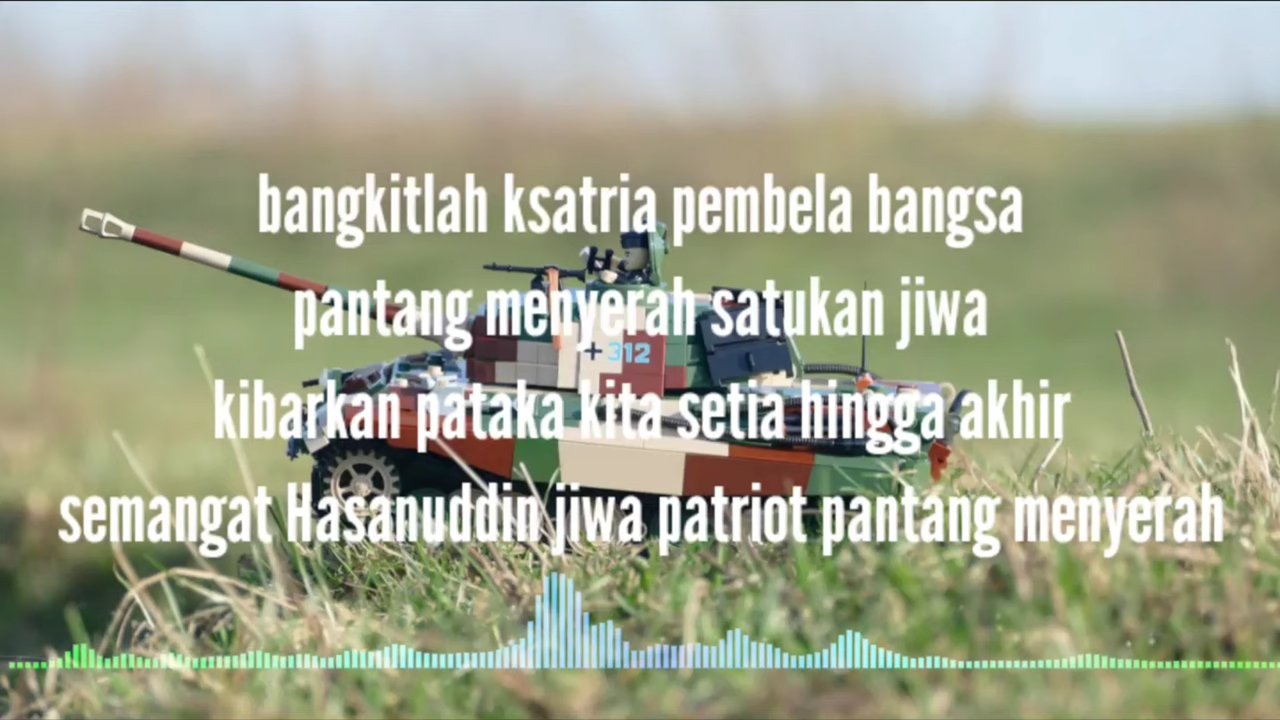 bangkitlah ksatria pembela bangsa
pantang menyerah satukan jiwa
+312
kibarkan pataka kita setia hingga akhir
semangat Hasanuddin jiwa patriot pantang menyerah